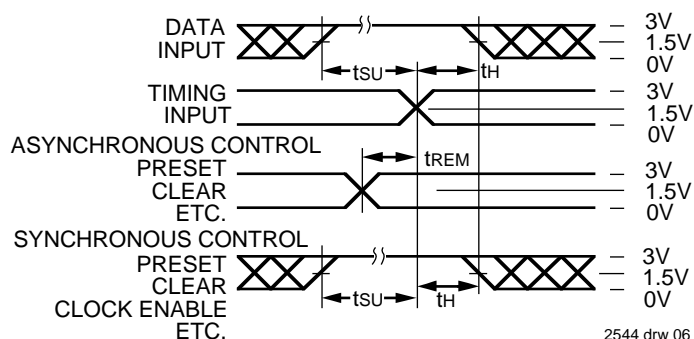 DATA
INPUT
3V
1.5V
0V
tSU
tH
TIMING
INPUT
3V
1.5V
0V
ASYNCHRONOUS CONTROL
PRESET
CLEAR
ETC.
tREM
3V
1.5V
0V
SYNCHRONOUS CONTROL
PRESET
CLEAR
CLOCK ENABLE
ETC.
tSU
tH
3V
1.5V
0V
2544 drw 06